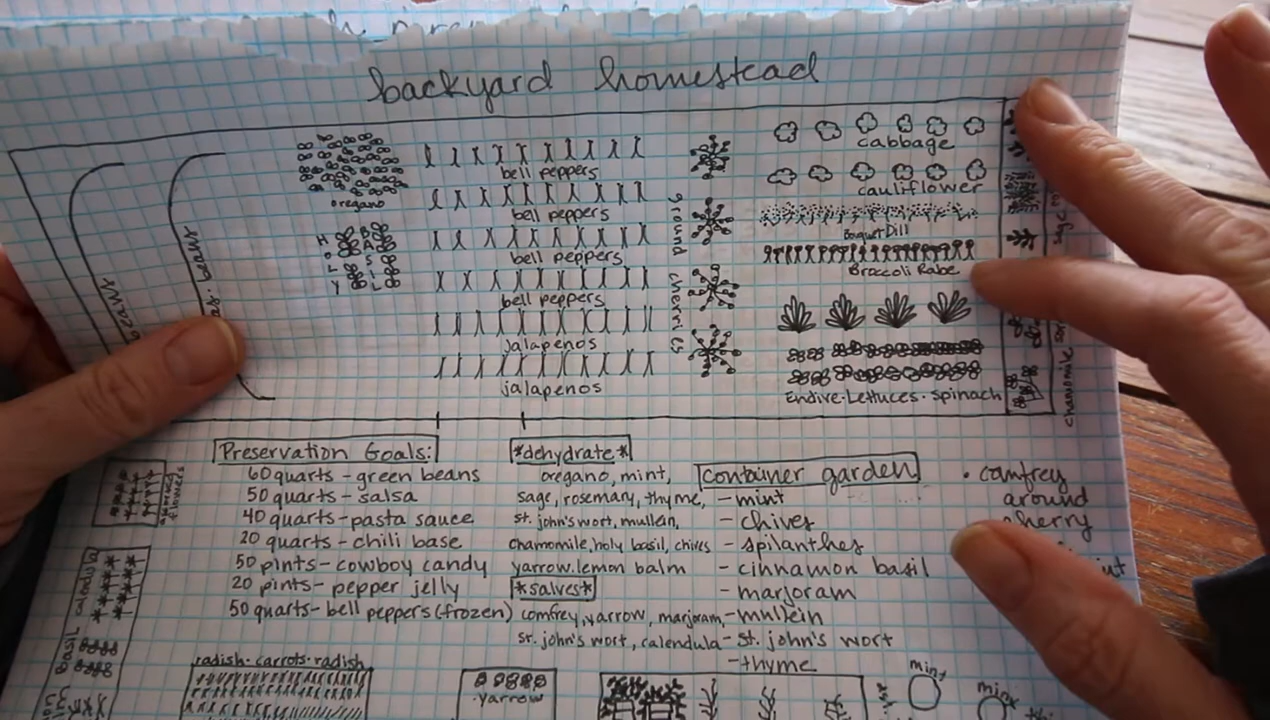 backyard homestead
oregano
HOLY
BASIL
bell peppers
bell peppers
bell peppers
bell peppers
jalapenos
jalapenos
ground
cherries
cabbage
cauliflower
Boquet Dill
Broccoli Rabe
Endive·Lettuces·Spinach
chamomile
Preservation Goals:
60 quarts - green beans
50 quarts - salsa
40 quarts - pasta sauce
20 quarts - chili base
50 pints - cowboy candy
20 pints - pepper jelly
50 quarts - bell peppers (frozen)
*dehydrate*
oregano, mint,
sage, rosemary, thyme,
st. john's wort, mullan,
chamomile, holy basil, chives
yarrow, lemon balm
*salves*
comfrey, yarrow, marjoram,
st. john's wort, calendula
container garden
- mint
- chives
- spilanthes
- cinnamon basil
- marjoram
- mullein
- st. john's wort
- thyme
• comfrey
around
cherry
flowers
calendula
basil
radish·carrots·radish
·yarrow
mint
mint